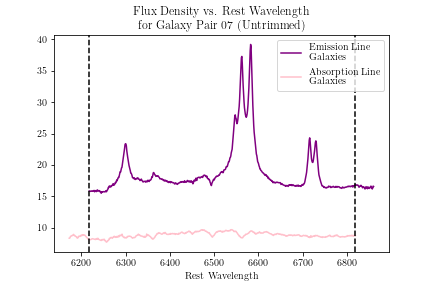 Flux Density vs. Rest Wavelength
for Galaxy Pair 07 (Untrimmed)
40
35
30
25
20
15
10
Emission Line
Galaxies
Absorption Line
Galaxies
6200 6300 6400 6500 6600 6700 6800
Rest Wavelength